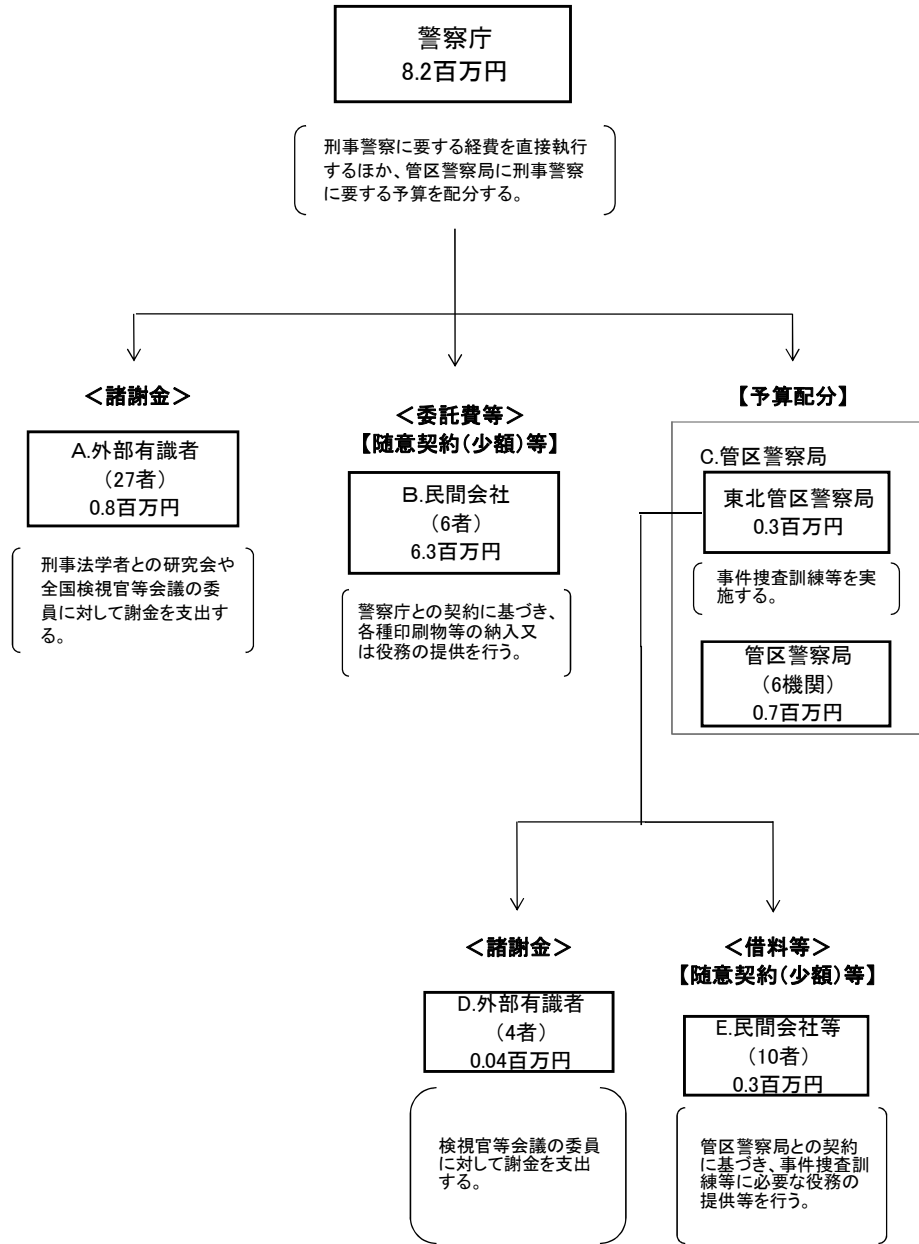 警察庁
8.2百万円
刑事警察に要する経費を直接執行
するほか、管区警察局に刑事警察
に要する予算を配分する。
＜諸謝金＞
A.外部有識者
（27者）
0.8百万円
刑事法学者との研究会や
全国検視官等会議の委
員に対して謝金を支出す
る。
＜委託費等＞
【随意契約（少額）等】
Ｂ.民間会社
（6者）
6.3百万円
警察庁との契約に基づき、
各種印刷物等の納入又
は役務の提供を行う。
【予算配分】
C.管区警察局
東北管区警察局
0.3百万円
事件捜査訓練等を実
施する。
管区警察局
（6機関）
0.7百万円
＜諸謝金＞
D.外部有識者
（4者）
0.04百万円
検視官等会議の委員
に対して謝金を支出
する。
＜借料等＞
【随意契約（少額）等】
E.民間会社等
（10者）
0.3百万円
管区警察局との契約
に基づき、事件捜査訓
練等に必要な役務の
提供等を行う。